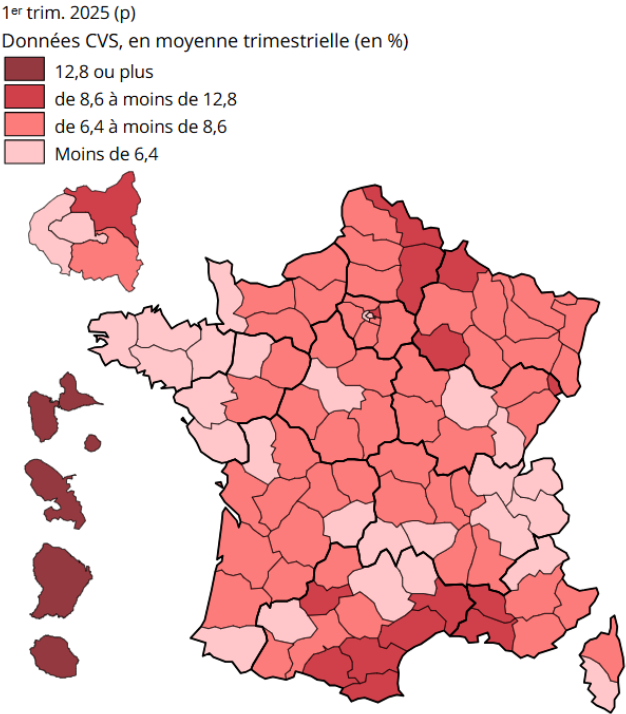 1er trim. 2025 (p)
Données CVS, en moyenne trimestrielle (en %)
12,8 ou plus
de 8,6 à moins de 12,8
de 6,4 à moins de 8,6
Moins de 6,4